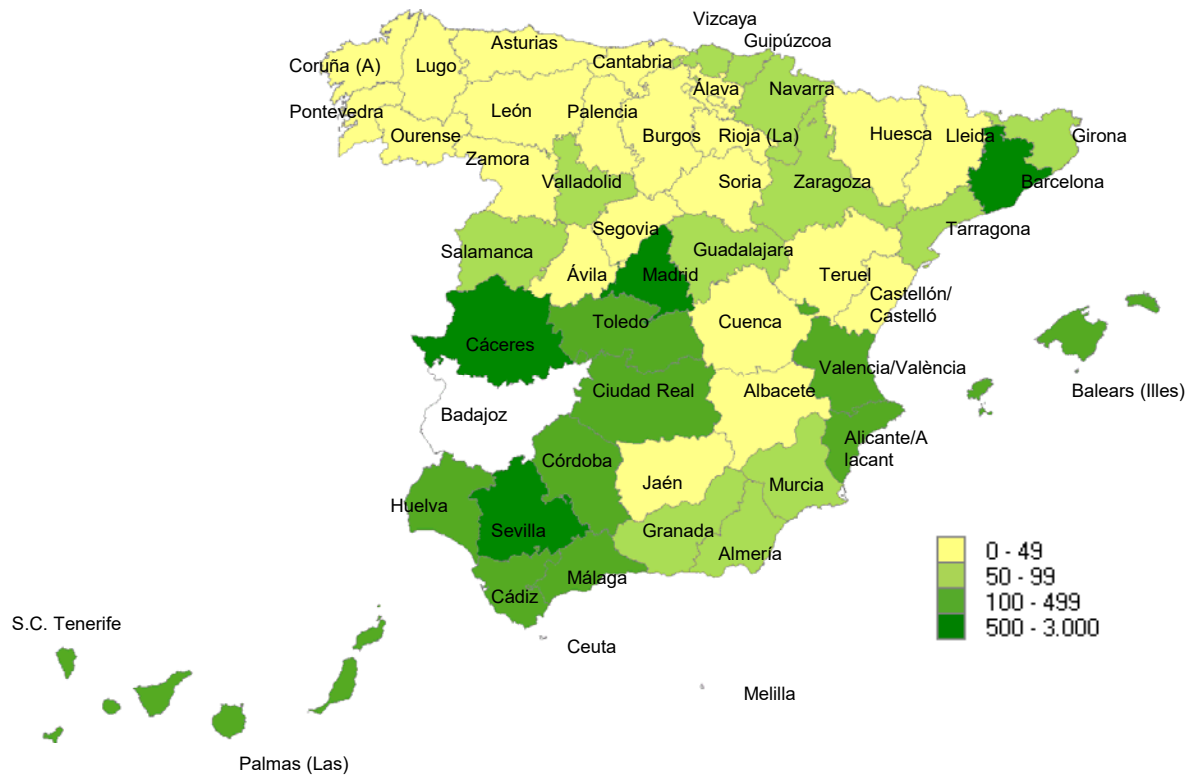 Vizcaya
Guipúzcoa
Asturias
Cantabria
Coruña (A)
Lugo
Álava
Navarra
Pontevedra
León
Palencia
Ourense
Burgos
Rioja (La)
Huesca
Lleida
Girona
Zamora
Valladolid
Soria
Zaragoza
Barcelona
Segovia
Tarragona
Salamanca
Guadalajara
Ávila
Madrid
Teruel
Castellón/
Castelló
Toledo
Cuenca
Cáceres
Valencia/València
Ciudad Real
Albacete
Balears (Illes)
Badajoz
Alicante/A
lacant
Córdoba
Jaén
Murcia
Huelva
Sevilla
Granada
Almería
Málaga
Cádiz
0 - 49
50 - 99
100 - 499
500 - 3.000
S.C. Tenerife
Ceuta
Melilla
Palmas (Las)